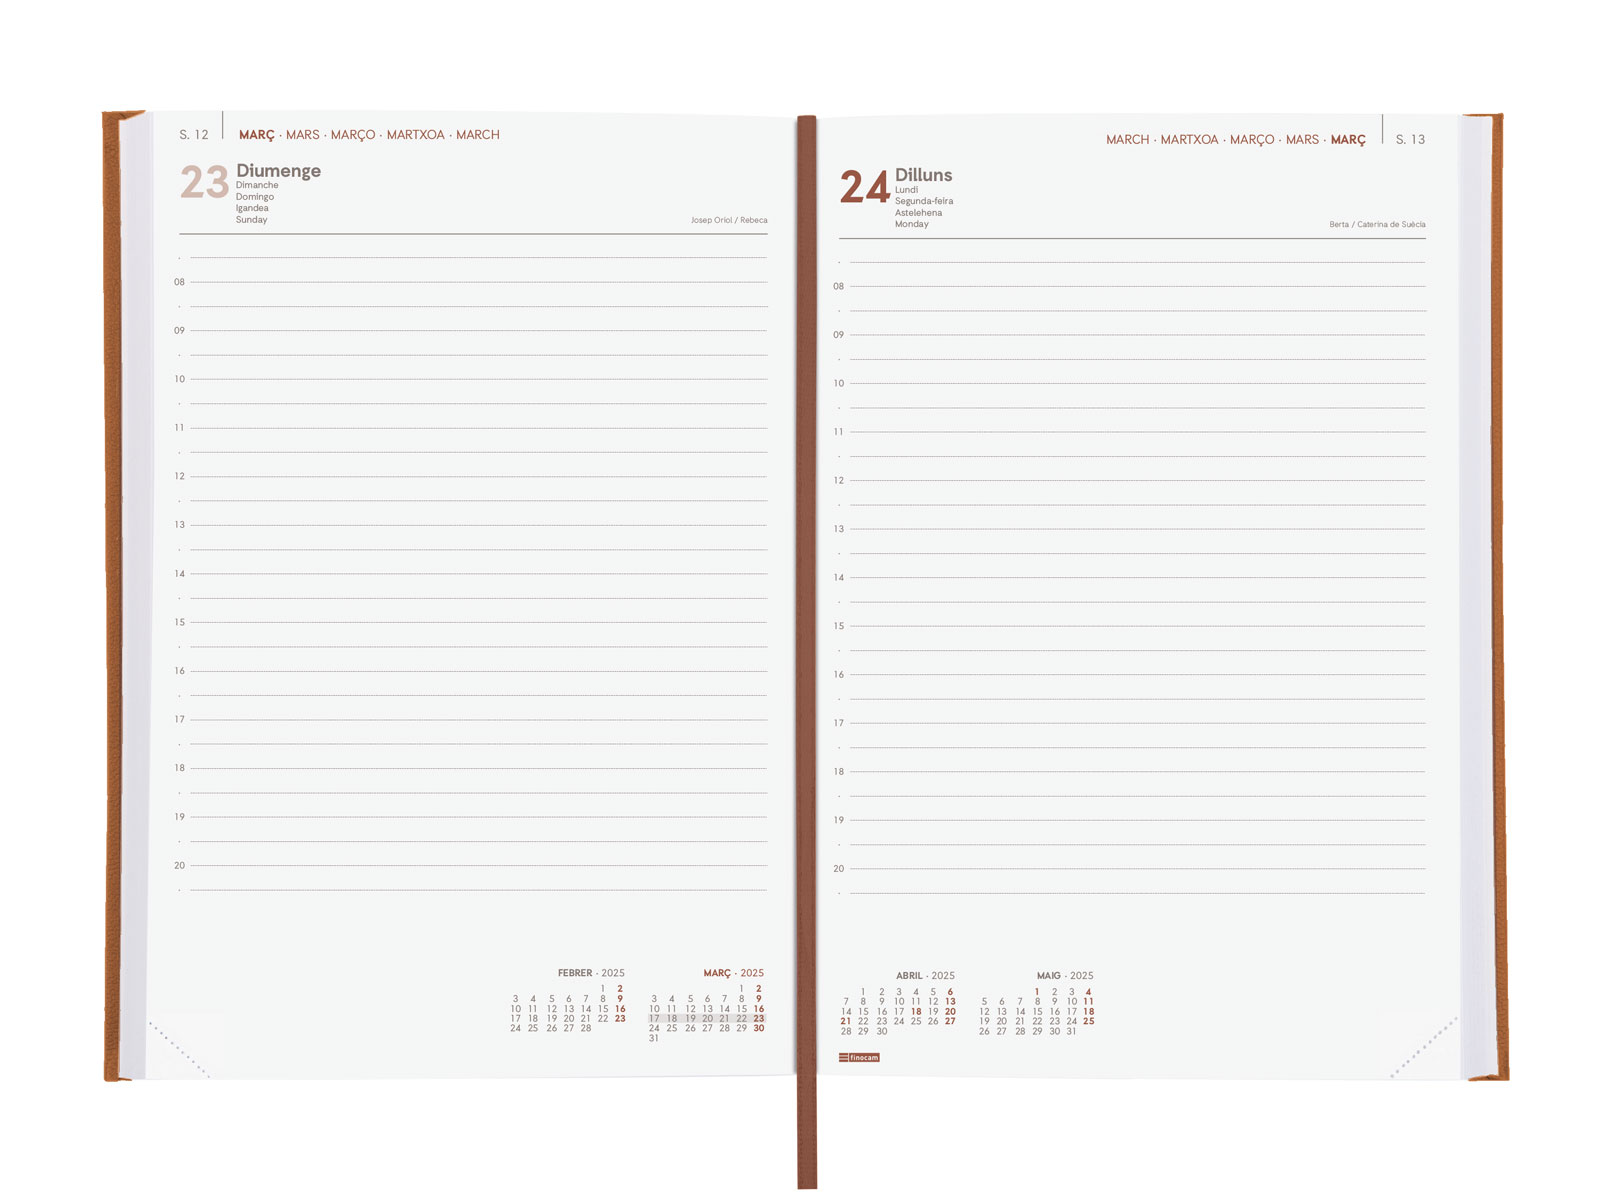 S. 12 MARÇ · MARS · MARÇO · MARTXOA · MARCH
23 Diumenge
Dimanche
Domingo
Igandea
Sunday
Josep Oriol / Rebeca
08
09
10
11
12
13
14
15
16
17
18
19
20
FEBRER · 2025
1 2
3 4 5 6 7 8 9
10 11 12 13 14 15 16
17 18 19 20 21 22 23
24 25 26 27 28
MARÇ · 2025
1 2
3 4 5 6 7 8 9
10 11 12 13 14 15 16
17 18 19 20 21 22 23
24 25 26 27 28 29 30
31
MARCH · MARTXOA · MARÇO · MARS · MARÇ S. 13
24 Dilluns
Lundi
Segunda-feira
Astelehena
Monday
Berta / Caterina de Suècia
08
09
10
11
12
13
14
15
16
17
18
19
20
ABRIL · 2025
1 2 3 4 5 6
7 8 9 10 11 12 13
14 15 16 17 18 19 20
21 22 23 24 25 26 27
28 29 30
MAIG · 2025
1 2 3 4
5 6 7 8 9 10 11
12 13 14 15 16 17 18
19 20 21 22 23 24 25
26 27 28 29 30 31
finocam